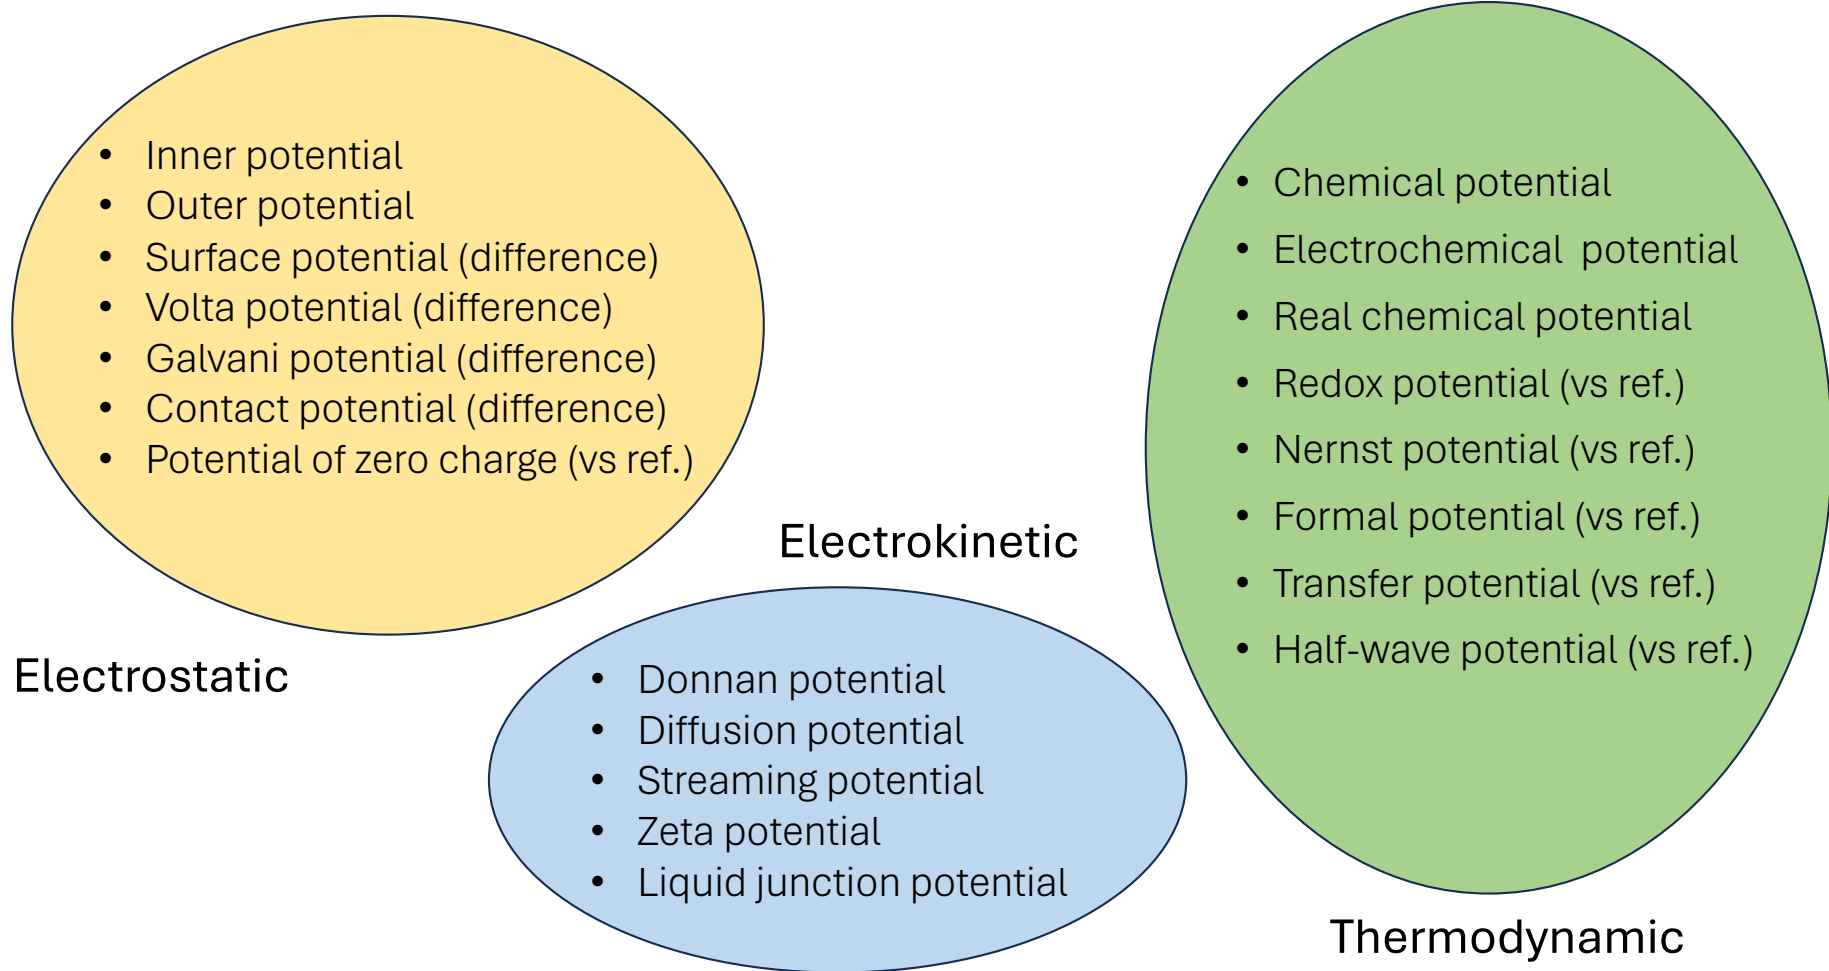 • Inner potential
• Outer potential
• Surface potential (difference)
• Volta potential (difference)
• Galvani potential (difference)
• Contact potential (difference)
• Potential of zero charge (vs ref.)
Electrostatic
Electrokinetic
• Donnan potential
• Diffusion potential
• Streaming potential
• Zeta potential
• Liquid junction potential
• Chemical potential
• Electrochemical  potential
• Real chemical potential
• Redox potential (vs ref.)
• Nernst potential (vs ref.)
• Formal potential (vs ref.)
• Transfer potential (vs ref.)
• Half-wave potential (vs ref.)
Thermodynamic